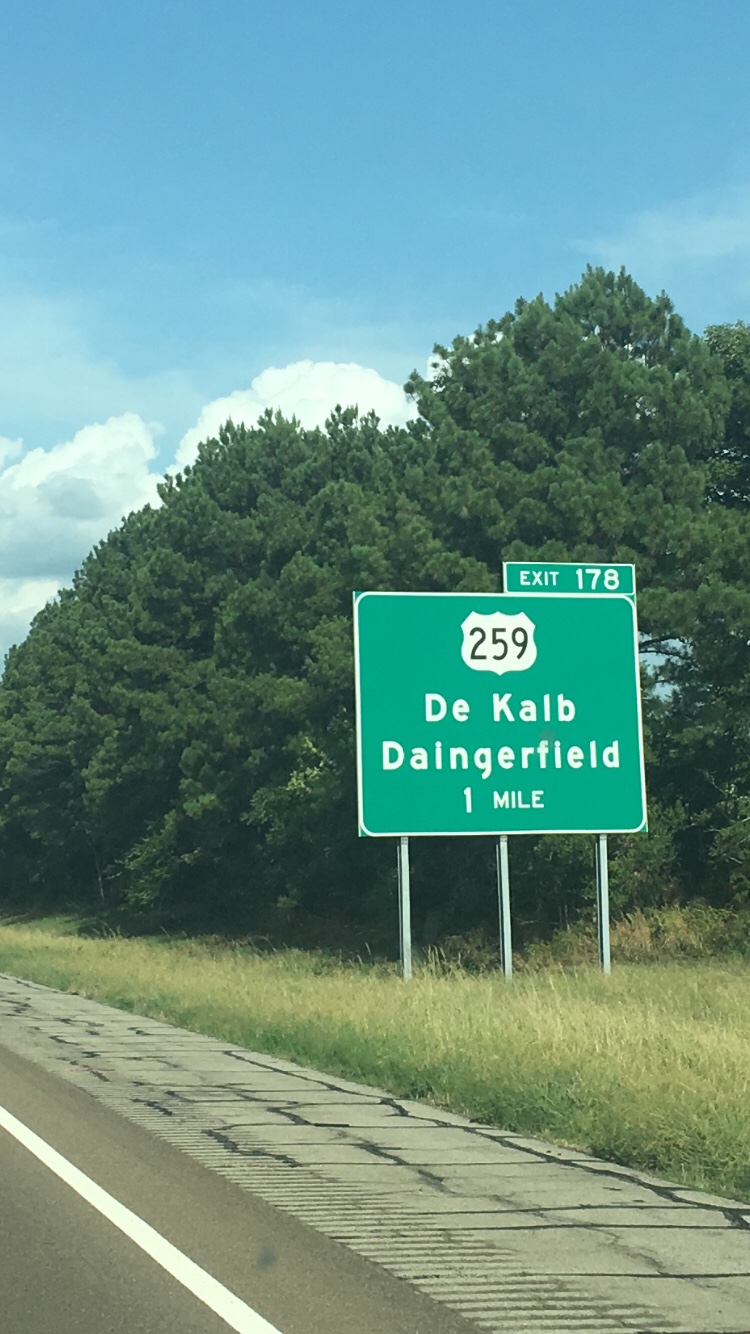 EXIT 178
259
De Kalb
Daingerfield
1 MILE